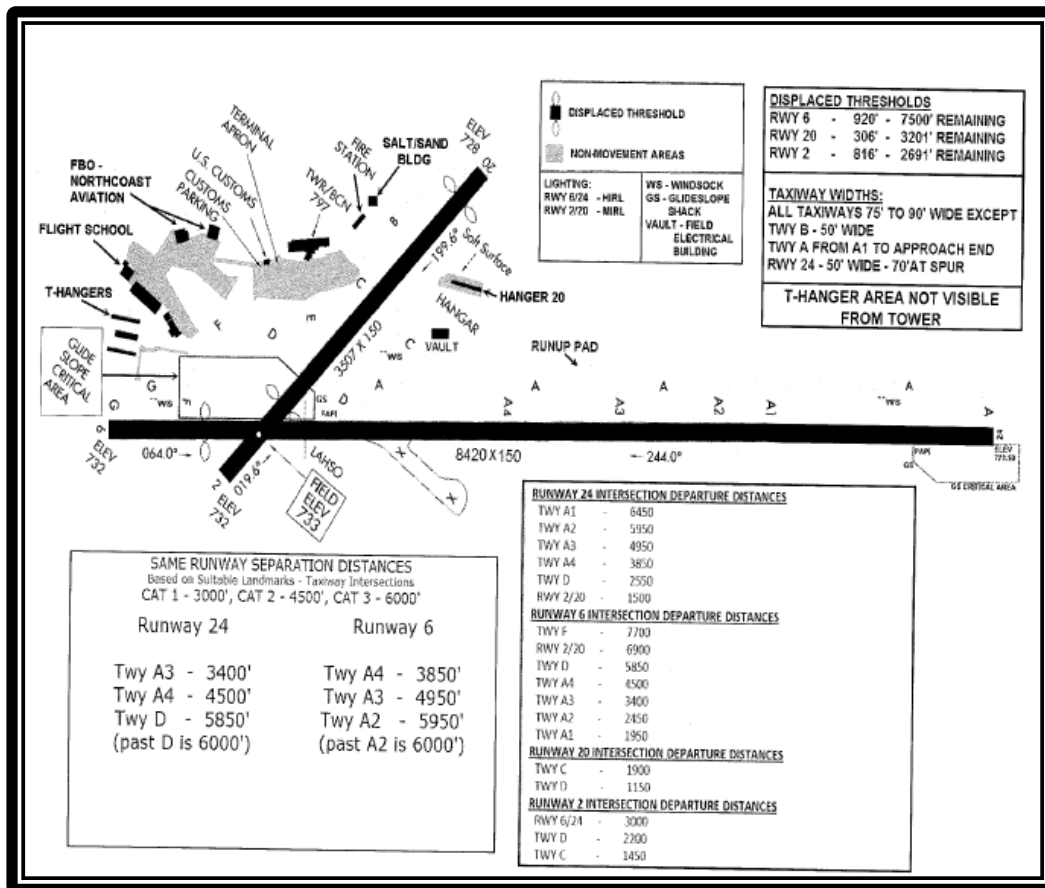 DISPLACED THRESHOLD
NON-MOVEMENT AREAS
LIGHTING:
RWY 6/24 - HIRL
RWY 2/20 - MIRL
WS - WINDSOCK
GS - GLIDESLOPE
SHACK
VAULT - FIELD
ELECTRICAL
BUILDING
DISPLACED THRESHOLDS
RWY 6 - 920' - 7500' REMAINING
RWY 20 - 306' - 3201' REMAINING
RWY 2 - 816' - 2691' REMAINING
TAXIWAY WIDTHS:
ALL TAXIWAYS 75' TO 90' WIDE EXCEPT
TWY B - 50' WIDE
TWY A FROM A1 TO APPROACH END
RWY 24 - 50' WIDE - 70'AT SPUR
T-HANGER AREA NOT VISIBLE
FROM TOWER
TERMINAL
APRON
U.S. CUSTOMS
CUSTOMS
PARKING
FBO -
NORTHCOAST
AVIATION
FLIGHT SCHOOL
T-HANGERS
FIRE
STATION
SALT/SAND
BLDG
TWR/BCN
797
ELEV
728
20
B
199.6°
Soft Surface
HANGER 20
HANGAR
C
C
E
D
F
3507 X 150
VAULT
WS
RUNUP PAD
GLIDE
SLOPE
CRITICAL
AREA
G
WS
F
G
GS
PAPI
D
A
A
A
A
WS
A4
A3
A2
A1
A
6
ELEV
732
064.0°
2
019.6°
ELEV
732
LAHSO
FIELD
ELEV
733
X
X
8420 X 150
244.0°
24
PAPI
GS
ELEV
GS CRITICAL AREA
SAME RUNWAY SEPARATION DISTANCES
Based on Suitable Landmarks - Taxiway Intersections
CAT 1 - 3000', CAT 2 - 4500', CAT 3 - 6000'
Runway 24 Runway 6
Twy A3 - 3400' Twy A4 - 3850'
Twy A4 - 4500' Twy A3 - 4950'
Twy D - 5850' Twy A2 - 5950'
(past D is 6000') (past A2 is 6000')
RUNWAY 24 INTERSECTION DEPARTURE DISTANCES
TWY A1 - 6450
TWY A2 - 5950
TWY A3 - 4950
TWY A4 - 3850
TWY D - 2550
RWY 2/20 - 1500
RUNWAY 6 INTERSECTION DEPARTURE DISTANCES
TWY F - 7700
RWY 2/20 - 6900
TWY D - 5850
TWY A4 - 4500
TWY A3 - 3400
TWY A2 - 2450
TWY A1 - 1950
RUNWAY 20 INTERSECTION DEPARTURE DISTANCES
TWY C - 1900
TWY D - 1150
RUNWAY 2 INTERSECTION DEPARTURE DISTANCES
RWY 6/24 - 3000
TWY D - 2200
TWY C - 1450